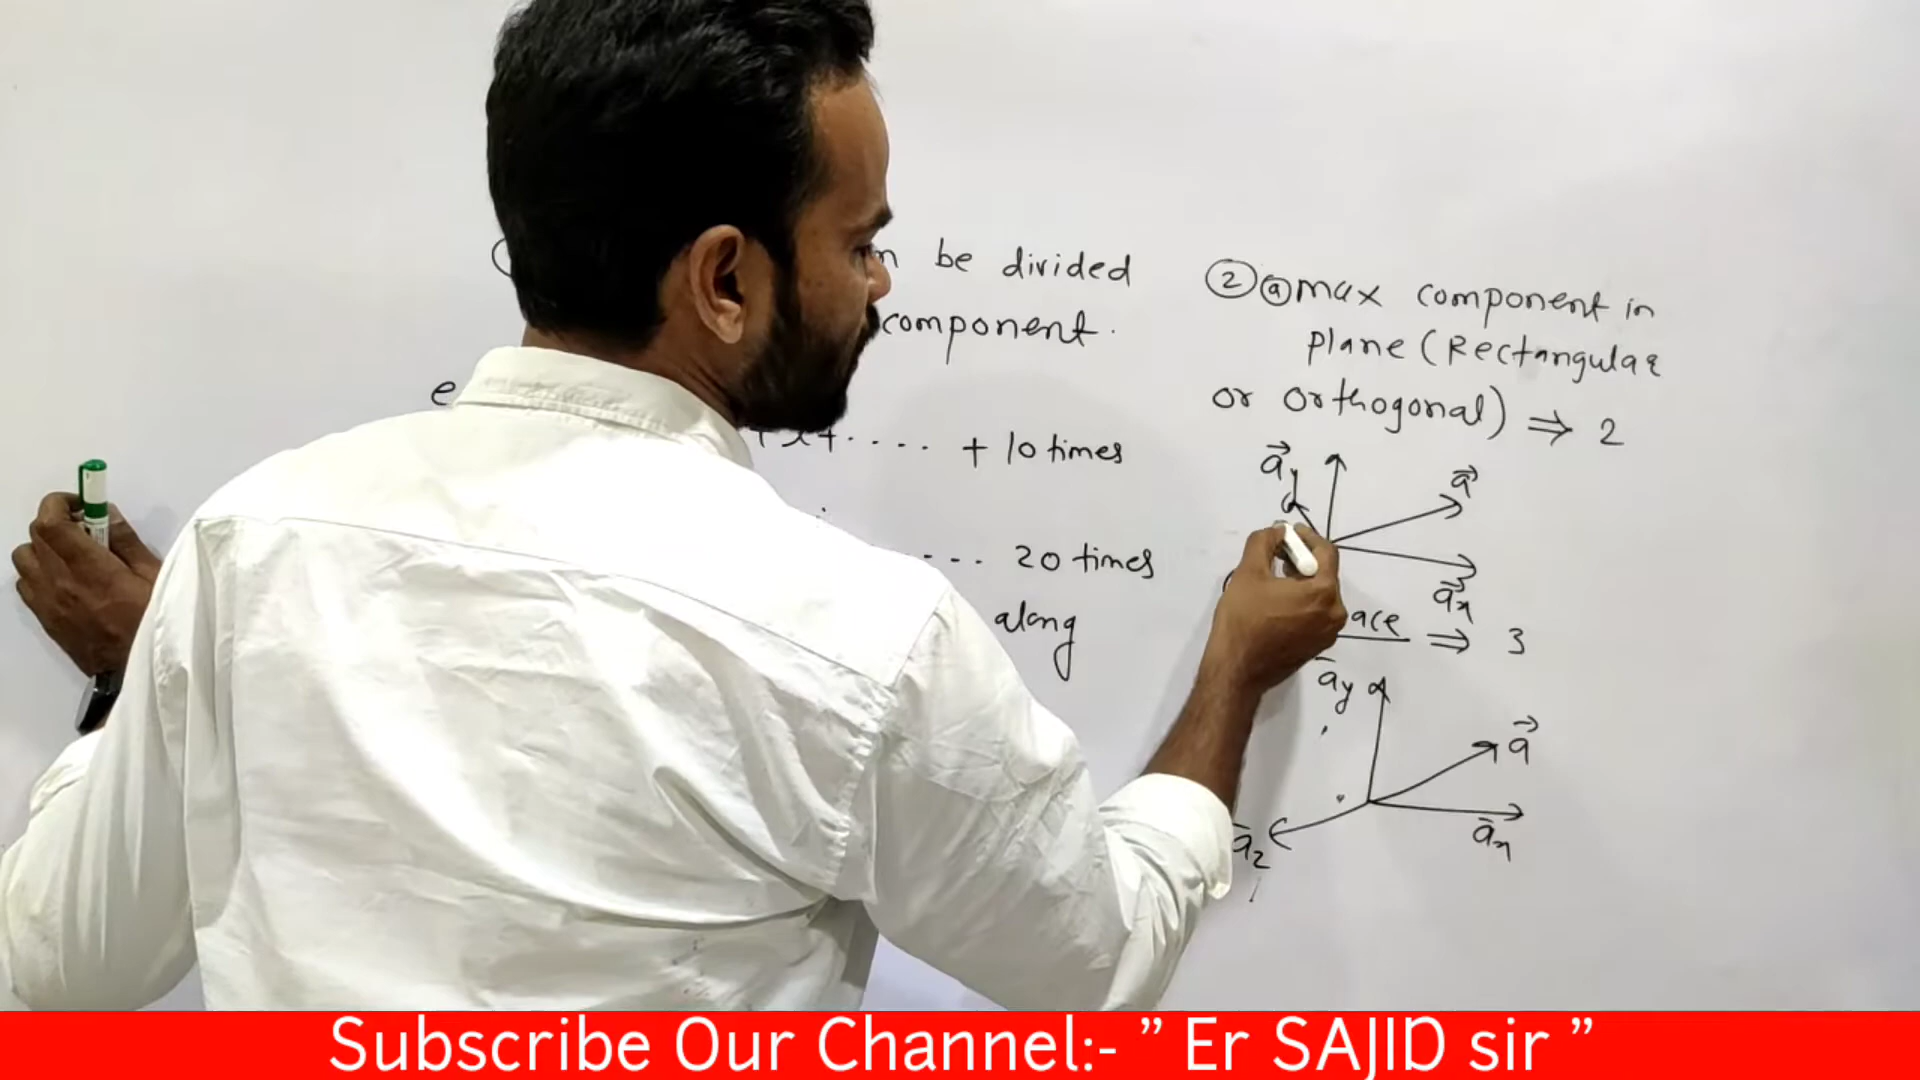 be divided
component.
+ x + .... + 10 times
.... 20 times
along
② ⓐ max component in
plane (Rectangular
or orthogonal) ⇒ 2
a⃗y
a⃗
a⃗x
⇒ 3
a⃗y
a⃗
a⃗x
a⃗z
Subscribe Our Channel:- ” Er SAJID sir ”